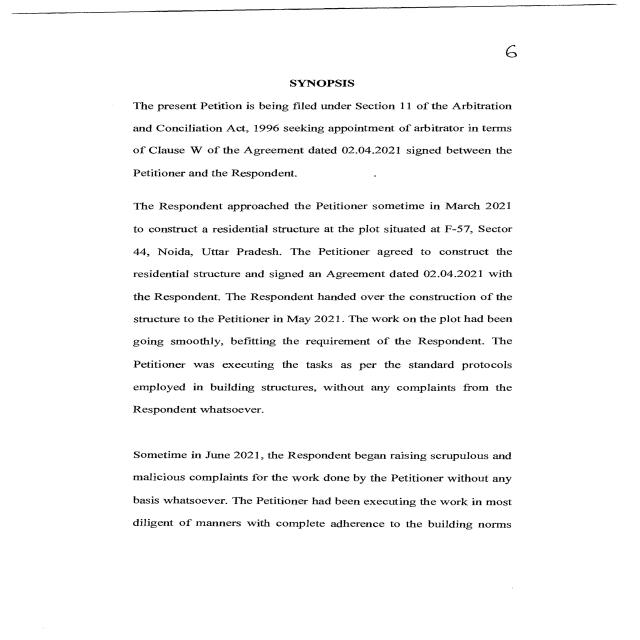 6
SYNOPSIS
The present Petition is being filed under Section 11 of the Arbitration
and Conciliation Act, 1996 seeking appointment of arbitrator in terms
of Clause W of the Agreement dated 02.04.2021 signed between the
Petitioner and the Respondent.
The Respondent approached the Petitioner sometime in March 2021
to construct a residential structure at the plot situated at F-57, Sector
44, Noida, Uttar Pradesh. The Petitioner agreed to construct the
residential structure and signed an Agreement dated 02.04.2021 with
the Respondent. The Respondent handed over the construction of the
structure to the Petitioner in May 2021. The work on the plot had been
going smoothly, befitting the requirement of the Respondent. The
Petitioner was executing the tasks as per the standard protocols
employed in building structures, without any complaints from the
Respondent whatsoever.
Sometime in June 2021, the Respondent began raising scrupulous and
malicious complaints for the work done by the Petitioner without any
basis whatsoever. The Petitioner had been executing the work in most
diligent of manners with complete adherence to the building norms